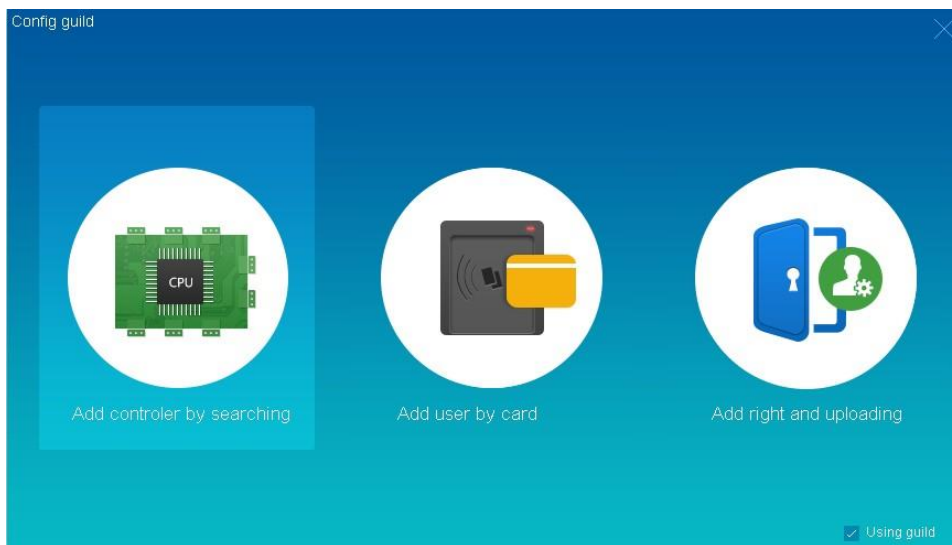 Config guild
CPU
Add controler by searching
Add user by card
Add right and uploading
Using guild